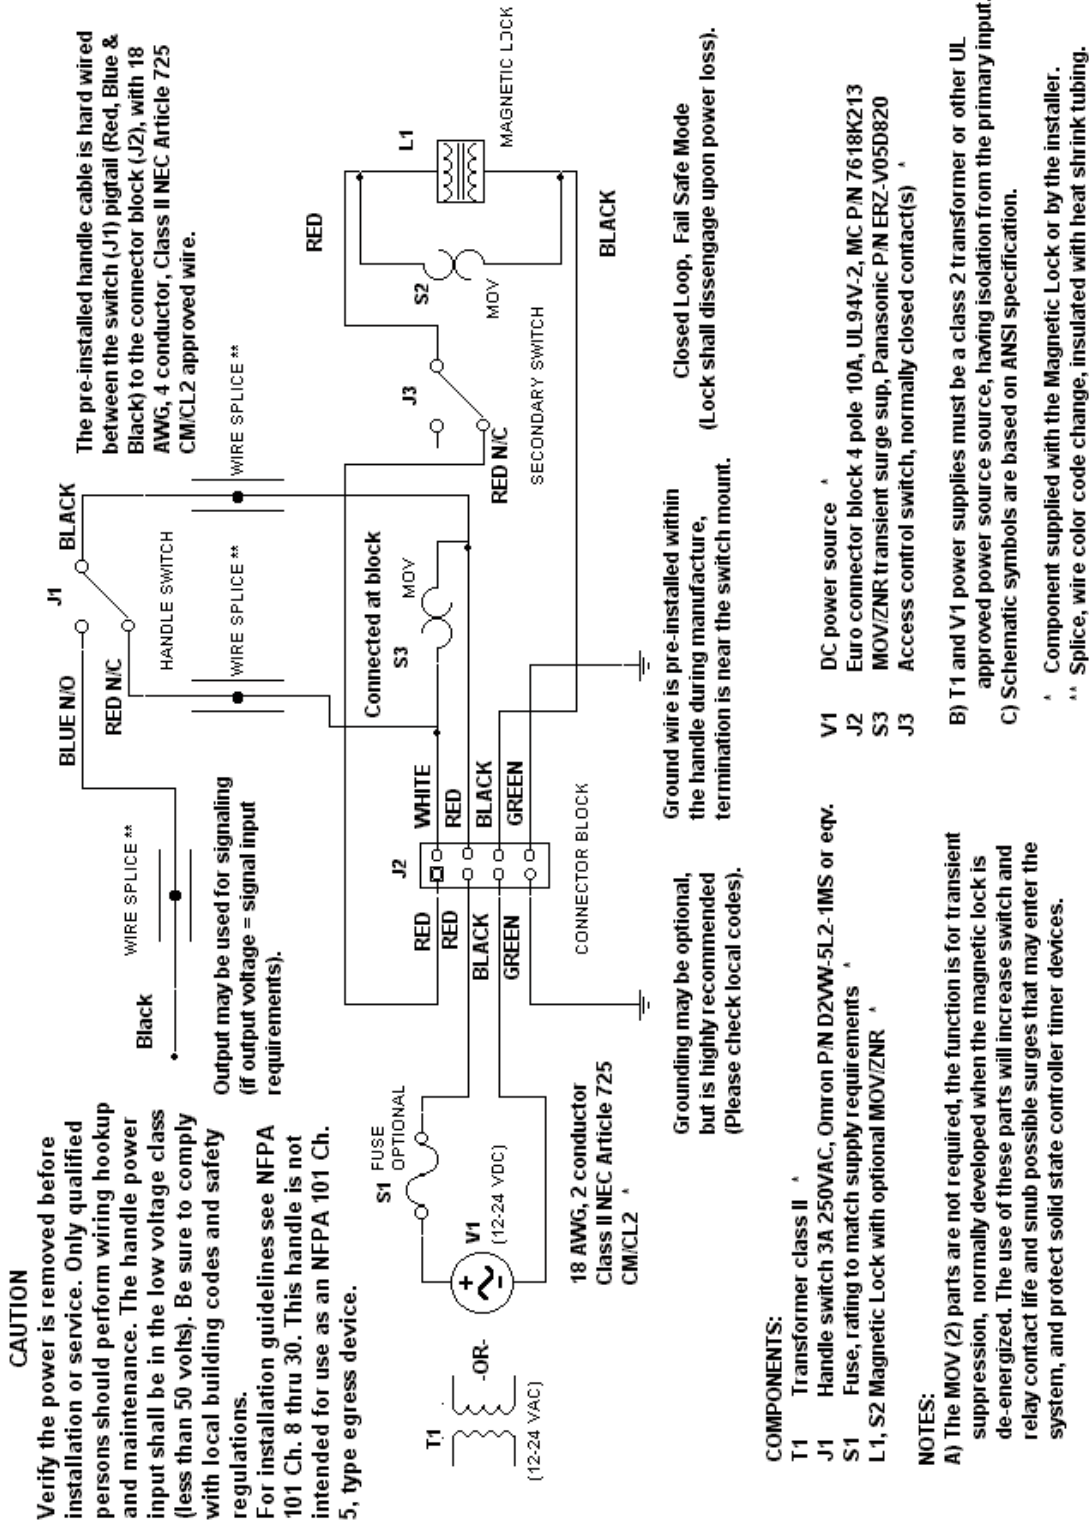 CAUTION
Verify the power is removed before
installation or service. Only qualified
persons should perform wiring hookup
and maintenance. The handle power
input shall be in the low voltage class
(less than 50 volts). Be sure to comply
with local building codes and safety
regulations.
For installation guidelines see NFPA
101 Ch. 8 thru 30. This handle is not
intended for use as an NFPA 101 Ch.
5, type egress device.
Black
WIRE SPLICE **
Output may be used for signaling
(if output voltage = signal input
requirements).
BLUE N/O
J1
BLACK
RED N/C
HANDLE SWITCH
WIRE SPLICE **
WIRE SPLICE **
The pre-installed handle cable is hard wired
between the switch (J1) pigtail (Red, Blue &
Black) to the connector block (J2), with 18
AWG, 4 conductor, Class II NEC Article 725
CM/CL2 approved wire.
T1
(12-24 VAC)
-OR-
V1
(12-24 VDC)
S1
FUSE
OPTIONAL
18 AWG, 2 conductor
Class II NEC Article 725
CM/CL2 *
RED
RED
BLACK
GREEN
J2
CONNECTOR BLOCK
WHITE
RED
BLACK
GREEN
Connected at block
S3
MOV
J3
RED N/C
SECONDARY SWITCH
RED
S2
MOV
L1
MAGNETIC LOCK
BLACK
Grounding may be optional,
but is highly recommended
(Please check local codes).
Ground wire is pre-installed within
the handle during manufacture,
termination is near the switch mount.
Closed Loop, Fail Safe Mode
(Lock shall dissengage upon power loss).
COMPONENTS:
T1 Transformer class II *
J1 Handle switch 3A 250VAC, Omron P/N D2VW-5L2-1MS or eqv.
S1 Fuse, rating to match supply requirements *
L1, S2 Magnetic Lock with optional MOV/ZNR *
V1 DC power source *
J2 Euro connector block 4 pole 10A, UL94V-2, MC P/N 7618K213
S3 MOV/ZNR transient surge sup, Panasonic P/N ERZ-V05D820
J3 Access control switch, normally closed contact(s) *
NOTES:
A) The MOV (2) parts are not required, the function is for transient
suppression, normally developed when the magnetic lock is
de-energized. The use of these parts will increase switch and
relay contact life and snub possible surges that may enter the
system, and protect solid state controller timer devices.
B) T1 and V1 power supplies must be a class 2 transformer or other UL
approved power source, having isolation from the primary input.
C) Schematic symbols are based on ANSI specification.
* Component supplied with the Magnetic Lock or by the installer.
** Splice, wire color code change, insulated with heat shrink tubing.